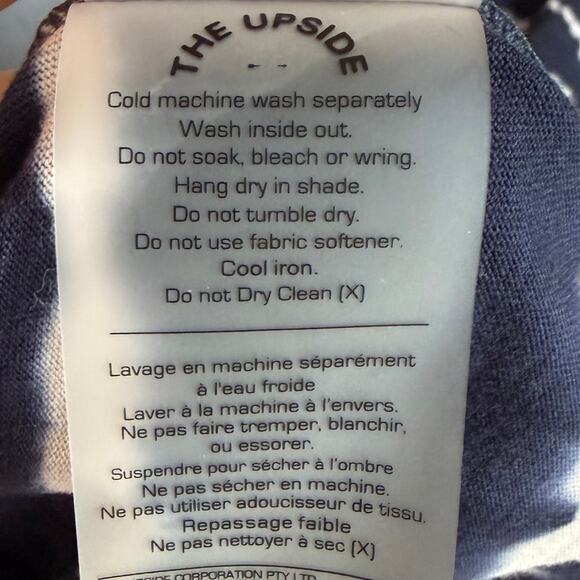 THE UPSIDE
Cold machine wash separately
Wash inside out.
Do not soak, bleach or wring.
Hang dry in shade.
Do not tumble dry.
Do not use fabric softener.
Cool iron.
Do not Dry Clean (X)
Lavage en machine séparément
à l'eau froide
Laver à la machine à l'envers.
Ne pas faire tremper, blanchir,
ou essorer.
Suspendre pour sécher à l'ombre
Ne pas sécher en machine.
Ne pas utiliser adoucisseur de tissu.
Repassage faible
Ne pas nettoyer à sec (X)
CORPORATION PTY LTD